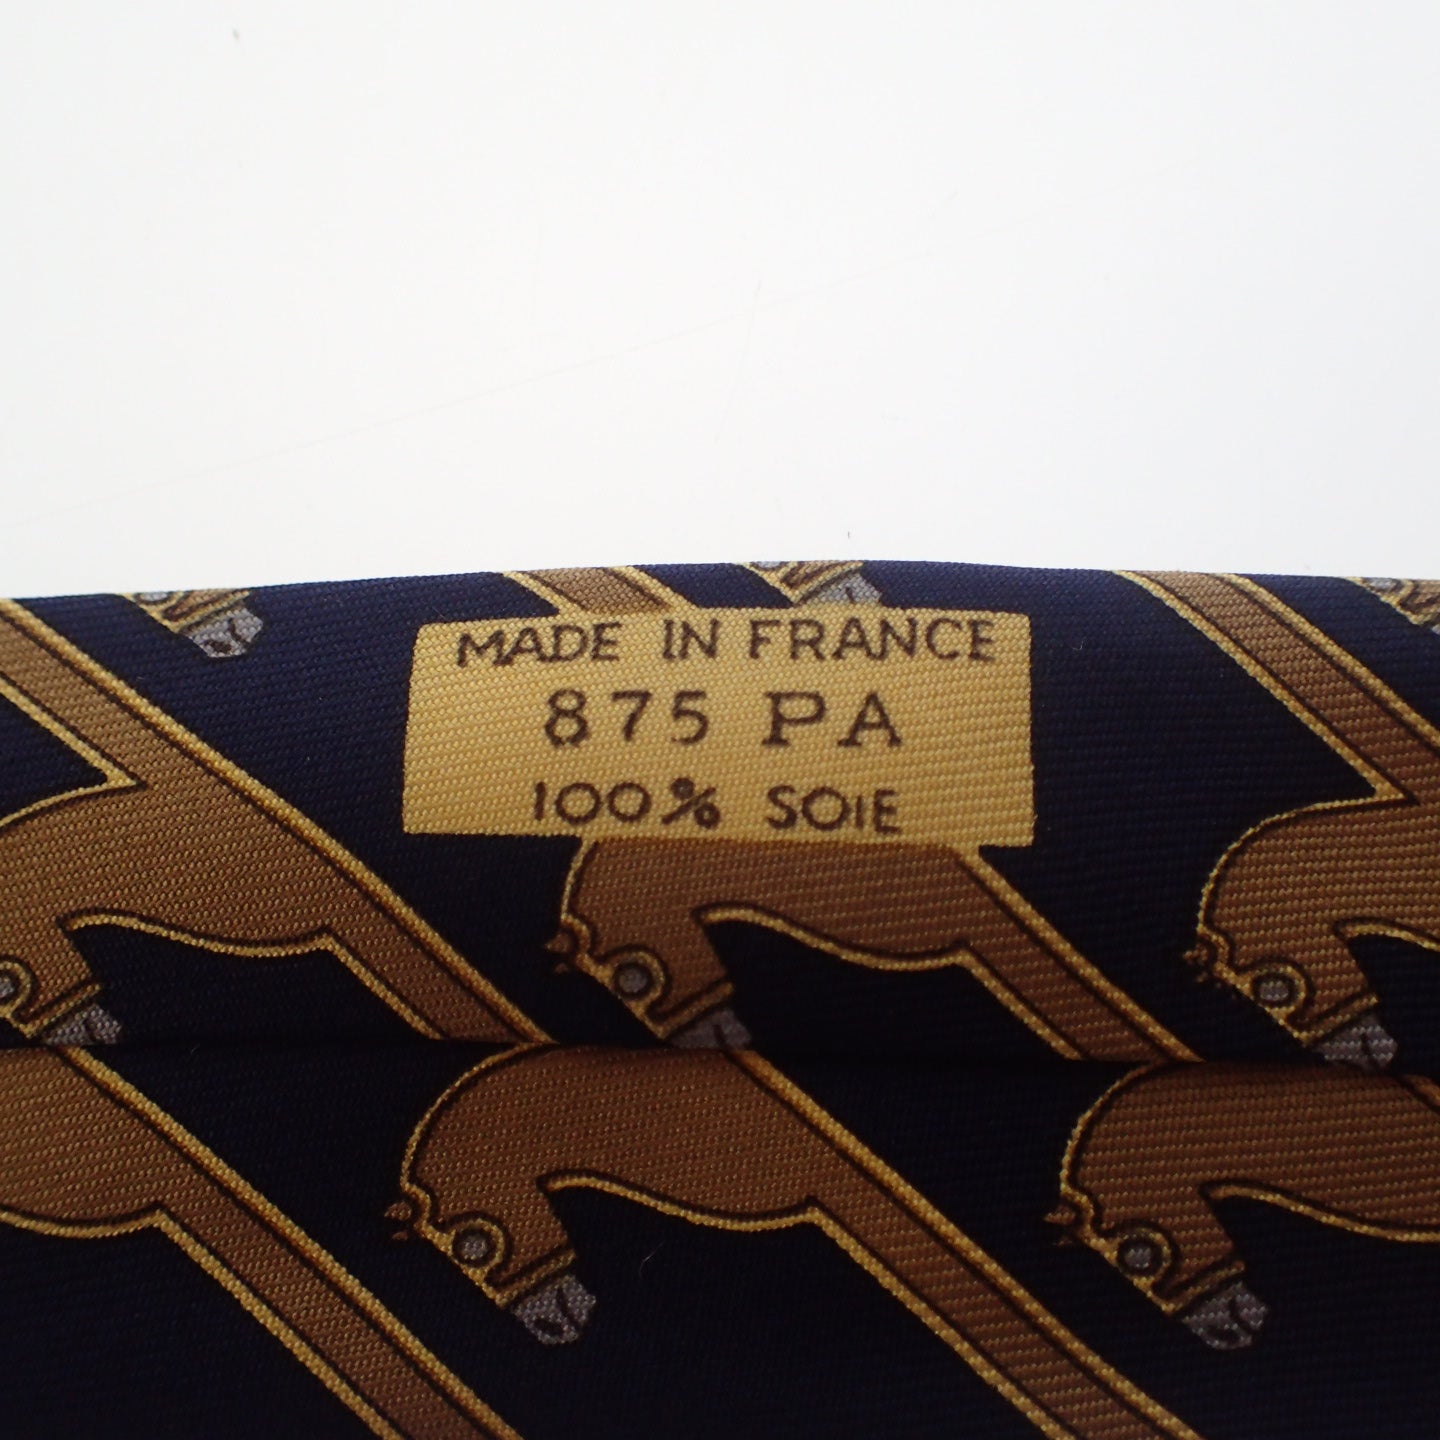 MADE IN FRANCE
875 PA
100% SOIE